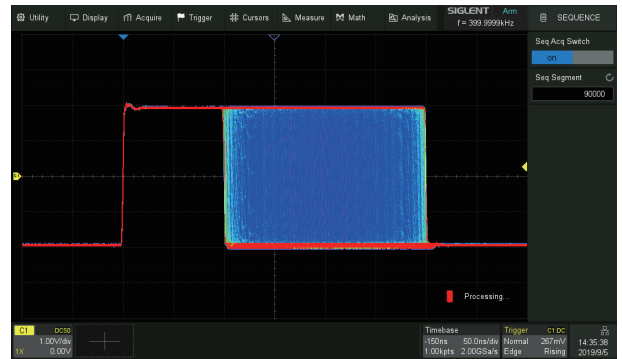 Utility Display Acquire Trigger Cursors Measure Math Analysis
SIGLENT Arm
f = 399.9999kHz
SEQUENCE
Seq Acq Switch
on
Seq Segment
90000
Processing...
C1 DC50
1.00V/div
1X 0.00V
Timebase
-150ns 50.0ns/div
1.00kpts 2.00GSa/s
Trigger C1 DC
Normal 267mV
Edge Rising
14:35:38
2019/9/5